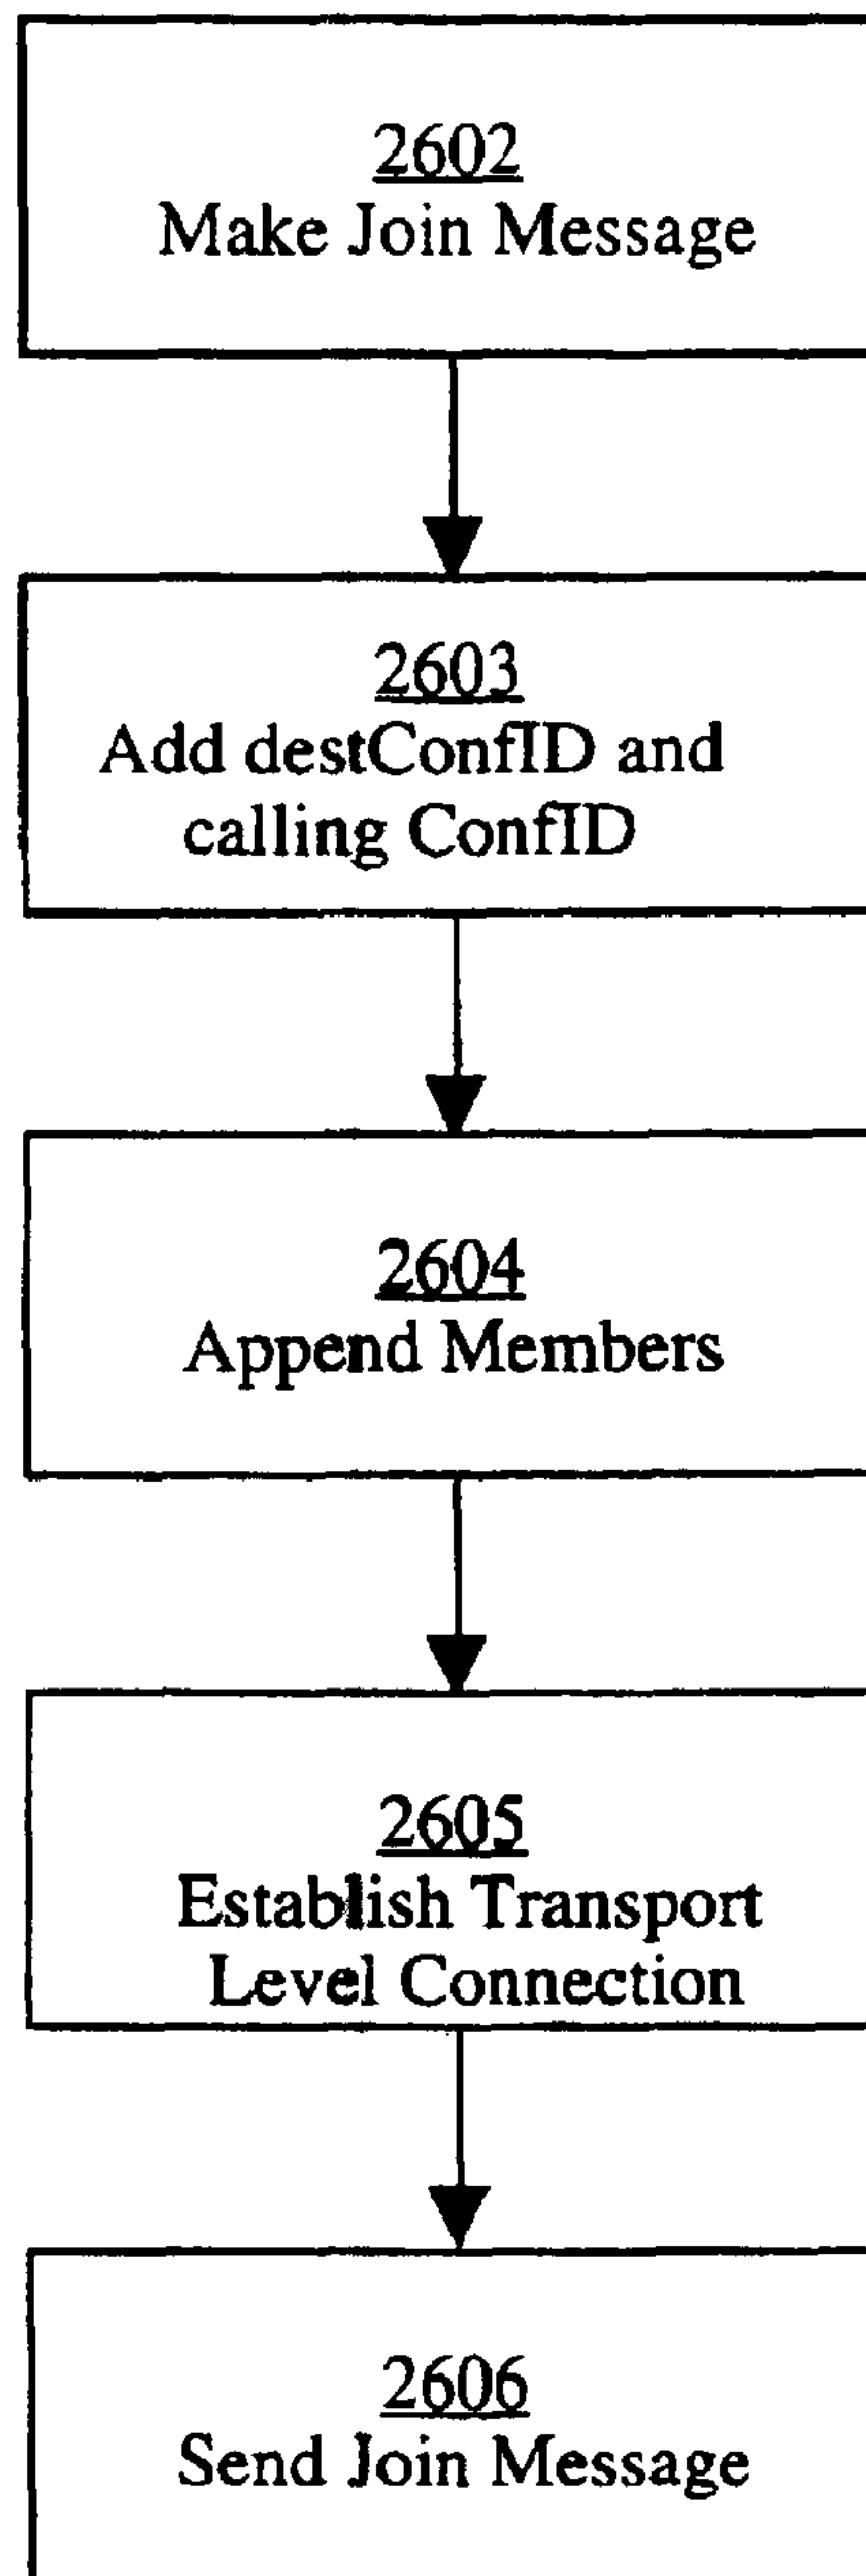 2602
Make Join Message
2603
Add destConfID and
calling ConfID
2604
Append Members
2605
Establish Transport
Level Connection
2606
Send Join Message